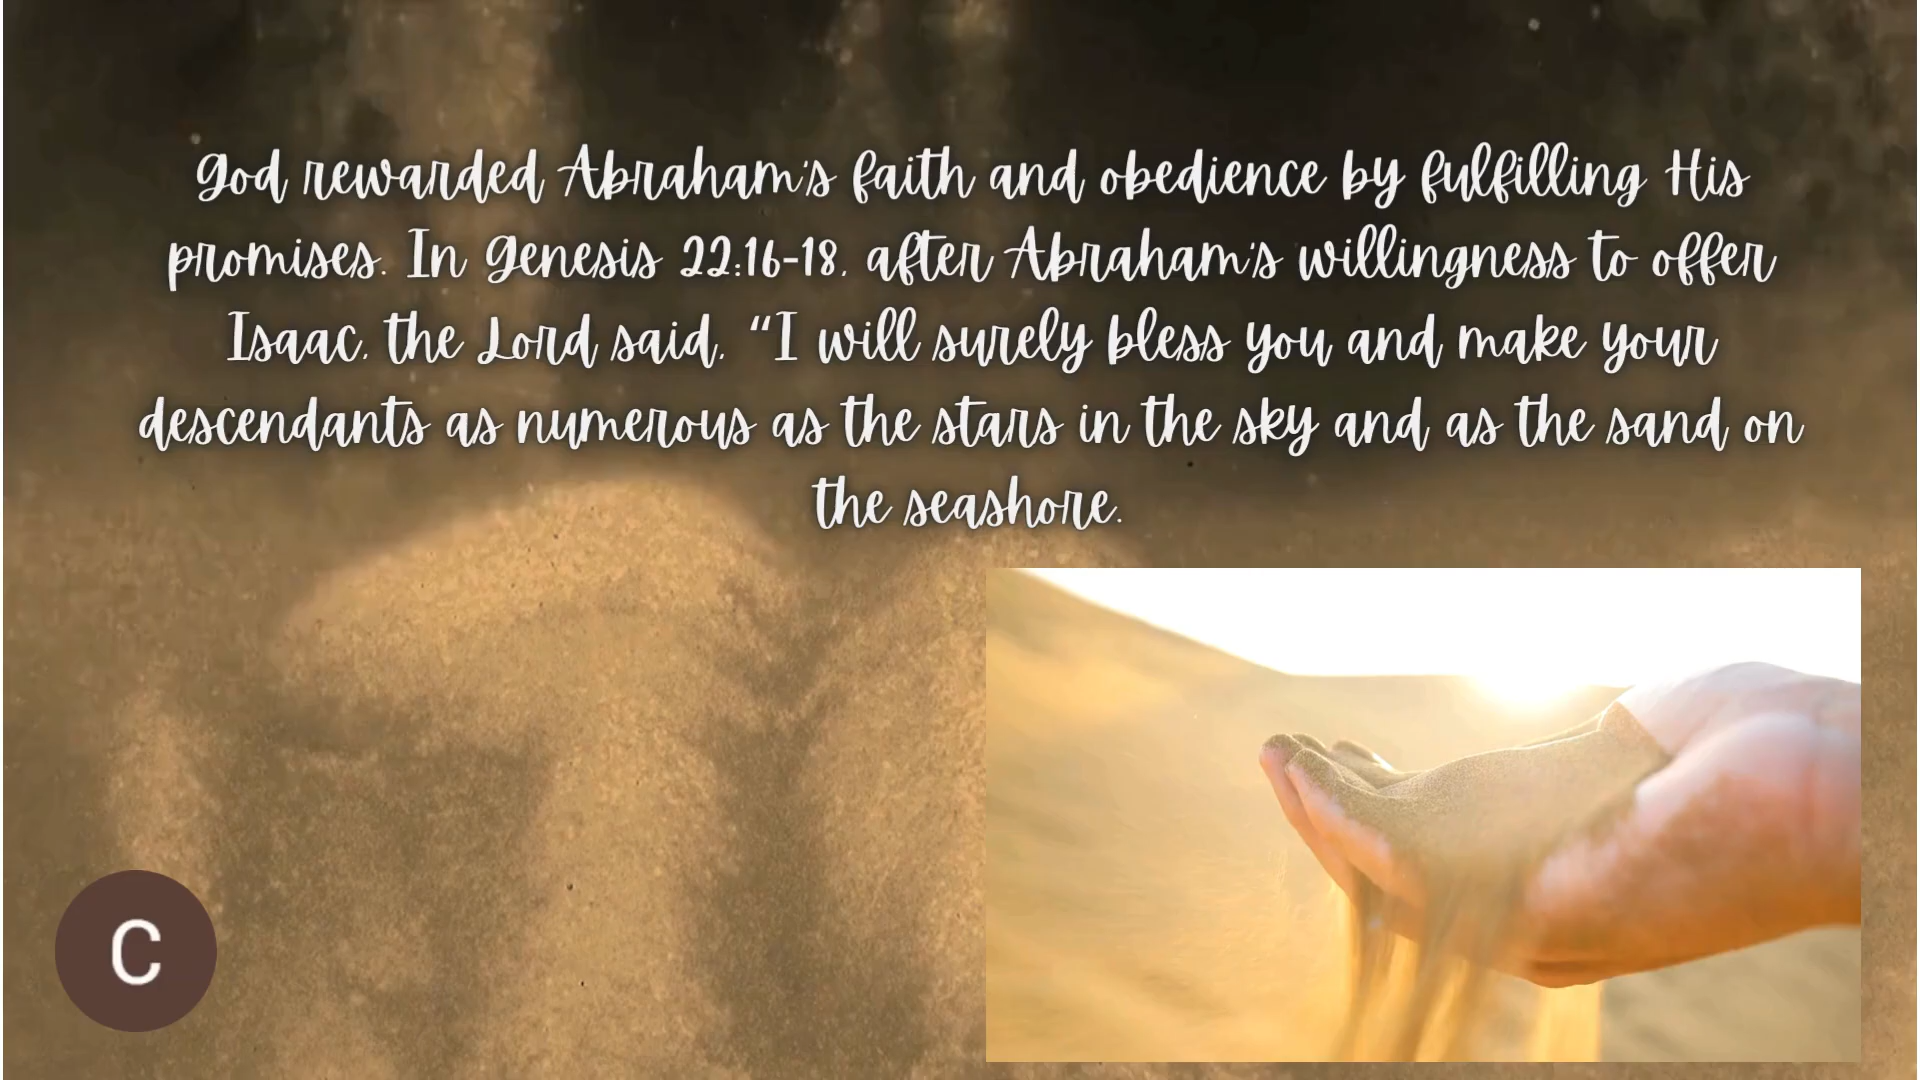 God rewarded Abraham's faith and obedience by fulfilling His
promises. In Genesis 22:16-18, after Abraham's willingness to offer
Isaac, the Lord said, “I will surely bless you and make your
descendants as numerous as the stars in the sky and as the sand on
the seashore.
C